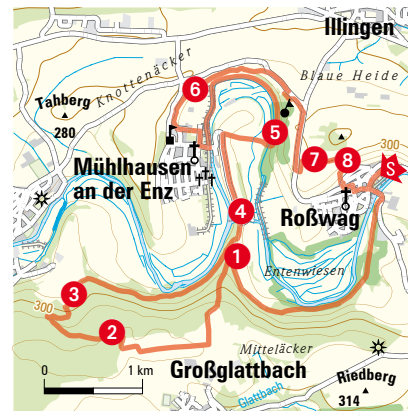 Illingen
Knottenäcker
Blaue Heide
6
Tahberg
280
5
300
7
8
S
Mühlhausen
an der Enz
4
Roßwag
1
Entenwiesen
3
300
2
Mitteläcker
Großglattbach
0 1 km
Riedberg
314
Glattbach